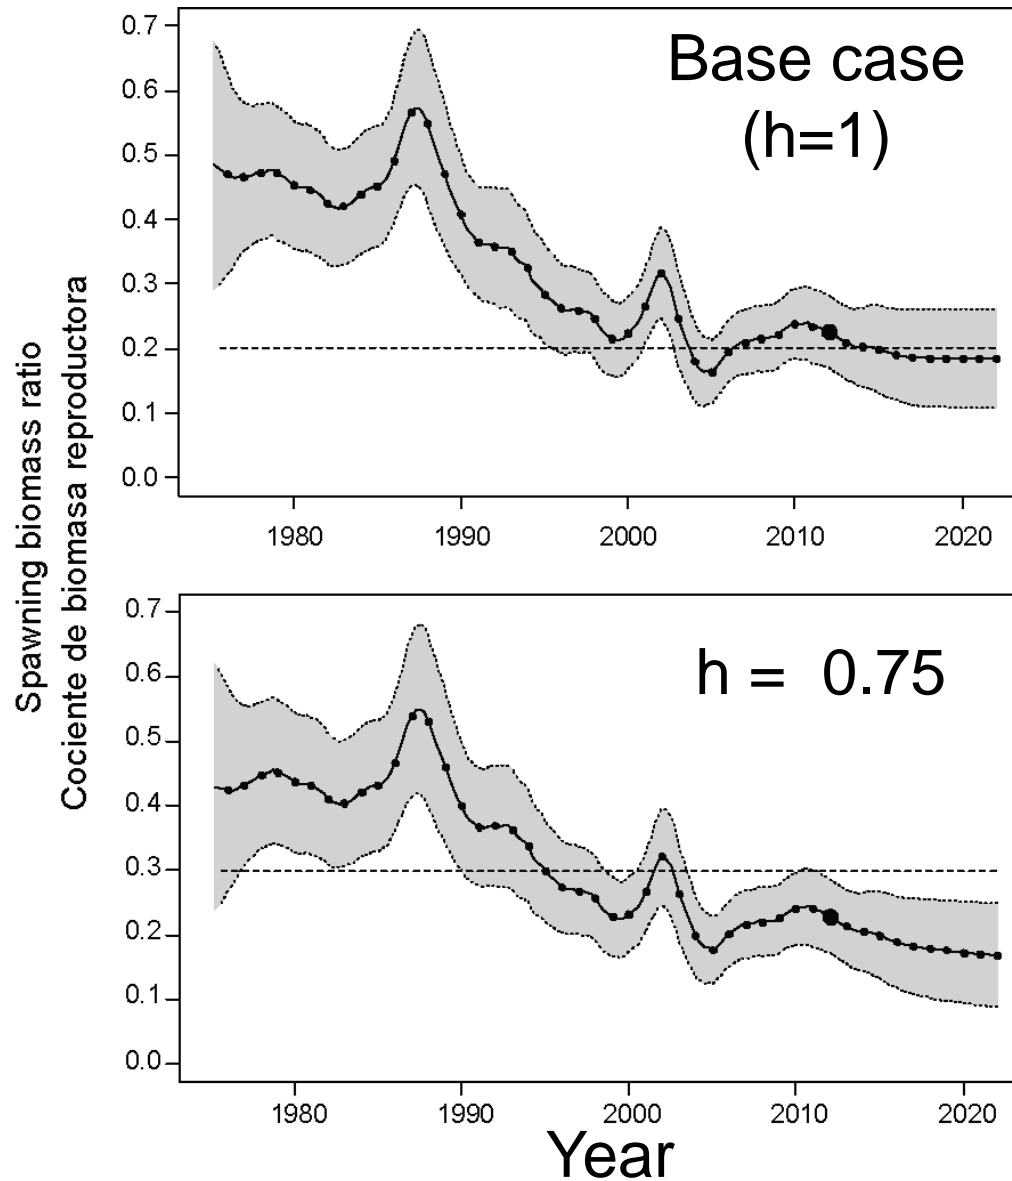 Spawning biomass ratio
Cociente de biomasa reproductora
Base case
(h=1)
0.7
0.6
0.5
0.4
0.3
0.2
0.1
0.0
1980 1990 2000 2010 2020
h = 0.75
0.7
0.6
0.5
0.4
0.3
0.2
0.1
0.0
1980 1990 2000 2010 2020
Year